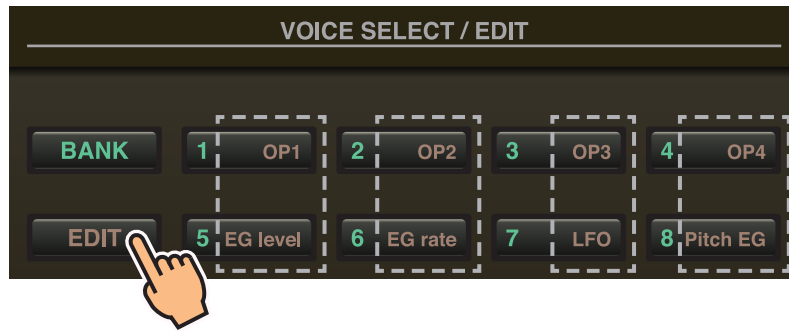 VOICE SELECT / EDIT
BANK 1 OP1 2 OP2 3 OP3 4 OP4
EDIT 5 EG level 6 EG rate 7 LFO 8 Pitch EG